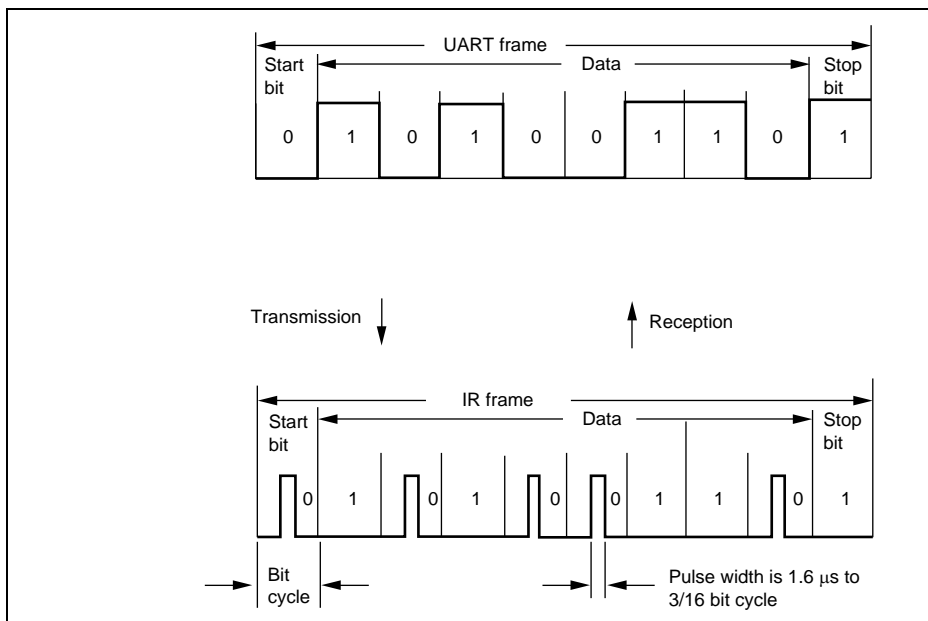 UART frame
Start bit
Data
Stop bit
0 1 0 1 0 0 1 1 0 1
Transmission
Reception
IR frame
Start bit
Data
Stop bit
0 1 0 1 0 0 1 1 0 1
Bit cycle
Pulse width is 1.6 μs to
3/16 bit cycle